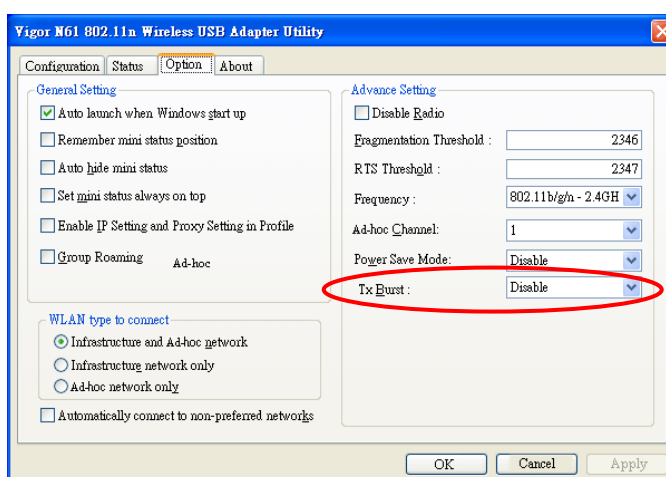 Vigor N61 802.11n Wireless USB Adapter Utility
Configuration Status Option About
General Setting
Auto launch when Windows start up
Remember mini status position
Auto hide mini status
Set mini status always on top
Enable IP Setting and Proxy Setting in Profile
Group Roaming Ad-hoc
WLAN type to connect
Infrastructure and Ad-hoc network
Infrastructure network only
Ad-hoc network only
Automatically connect to non-preferred networks
Advance Setting
Disable Radio
Fragmentation Threshold : 2346
RTS Threshold : 2347
Frequency : 802.11b/g/n - 2.4GH
Ad-hoc Channel: 1
Power Save Mode: Disable
Tx Burst : Disable
OK Cancel Apply